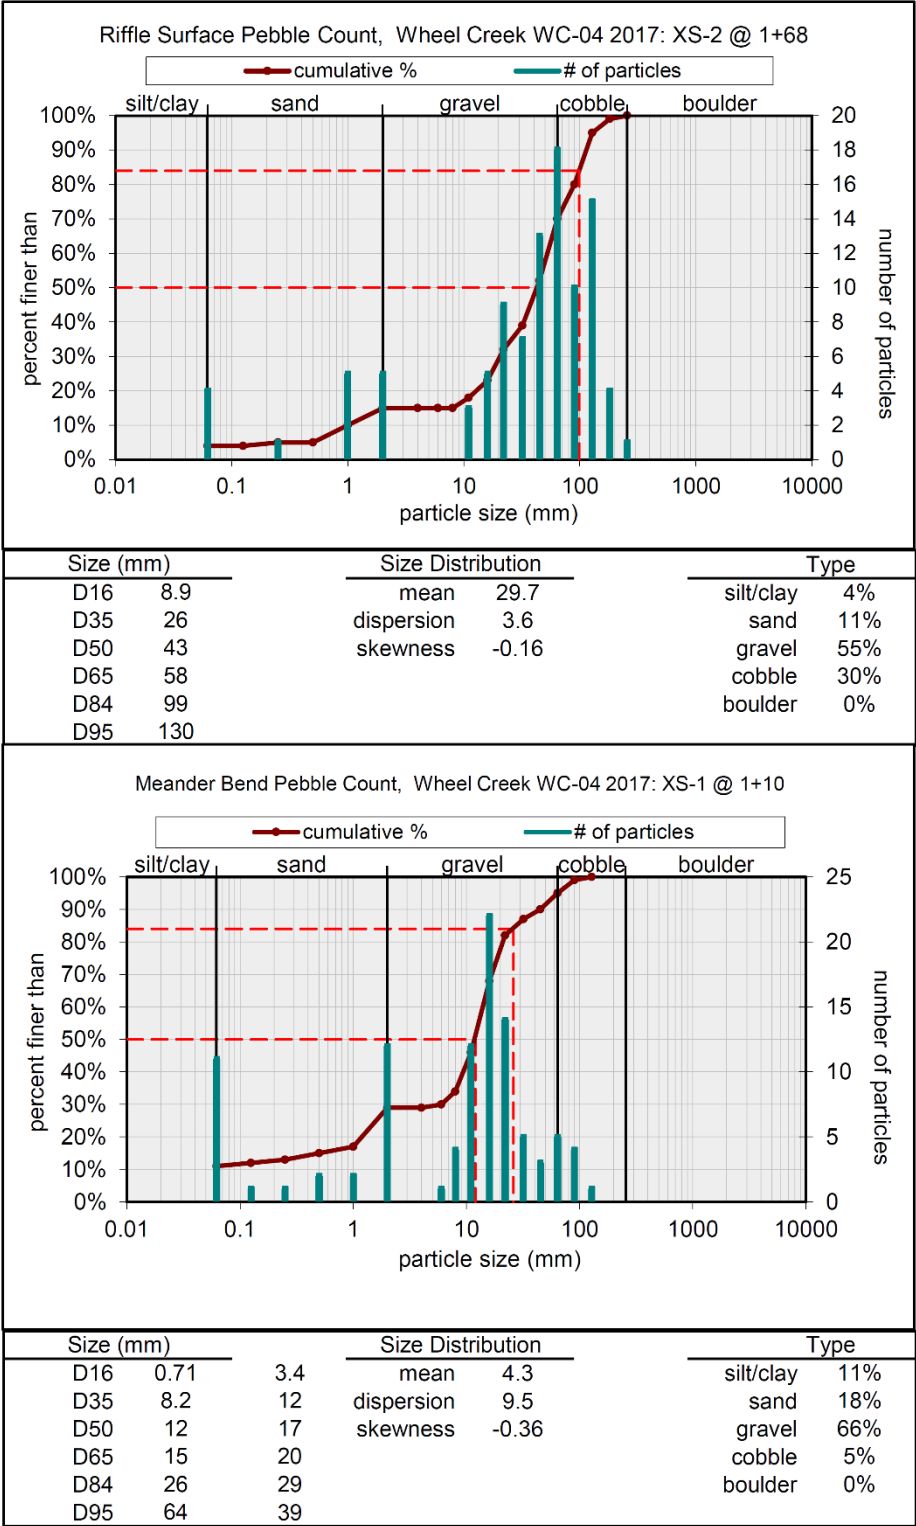 Riffle Surface Pebble Count, Wheel Creek WC-04 2017: XS-2 @ 1+68
cumulative % # of particles
silt/clay sand gravel cobble boulder
percent finer than
100%
90%
80%
70%
60%
50%
40%
30%
20%
10%
0%
20
18
16
14
12
10
8
6
4
2
0
number of particles
0.01 0.1 1 10 100 1000 10000
particle size (mm)
Size (mm) Size Distribution Type
D16 8.9 mean 29.7 silt/clay 4%
D35 26 dispersion 3.6 sand 11%
D50 43 skewness -0.16 gravel 55%
D65 58 cobble 30%
D84 99 boulder 0%
D95 130
Meander Bend Pebble Count, Wheel Creek WC-04 2017: XS-1 @ 1+10
cumulative % # of particles
silt/clay sand gravel cobble boulder
percent finer than
100%
90%
80%
70%
60%
50%
40%
30%
20%
10%
0%
25
20
15
10
5
0
number of particles
0.01 0.1 1 10 100 1000 10000
particle size (mm)
Size (mm) Size Distribution Type
D16 0.71 3.4 mean 4.3 silt/clay 11%
D35 8.2 12 dispersion 9.5 sand 18%
D50 12 17 skewness -0.36 gravel 66%
D65 15 20 cobble 5%
D84 26 29 boulder 0%
D95 64 39